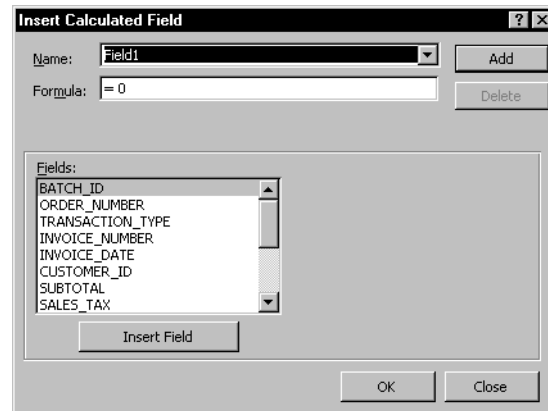 Insert Calculated Field
Name: Field1 Add
Formula: = 0 Delete
Fields:
BATCH_ID
ORDER_NUMBER
TRANSACTION_TYPE
INVOICE_NUMBER
INVOICE_DATE
CUSTOMER_ID
SUBTOTAL
SALES_TAX
Insert Field
OK Close